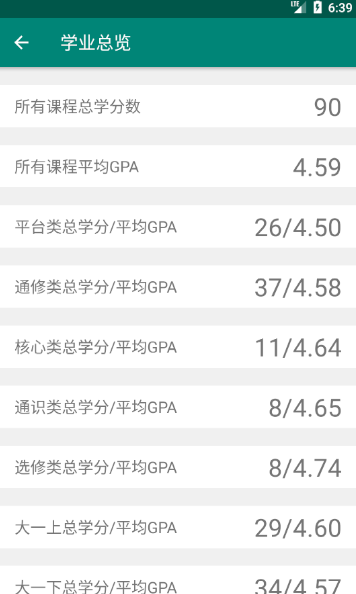 LTE 6:39
学业总览
所有课程总学分数 90
所有课程平均GPA 4.59
平台类总学分/平均GPA 26/4.50
通修类总学分/平均GPA 37/4.58
核心类总学分/平均GPA 11/4.64
通识类总学分/平均GPA 8/4.65
选修类总学分/平均GPA 8/4.74
大一上总学分/平均GPA 29/4.60
大一下总学分/平均GPA 34/4.57